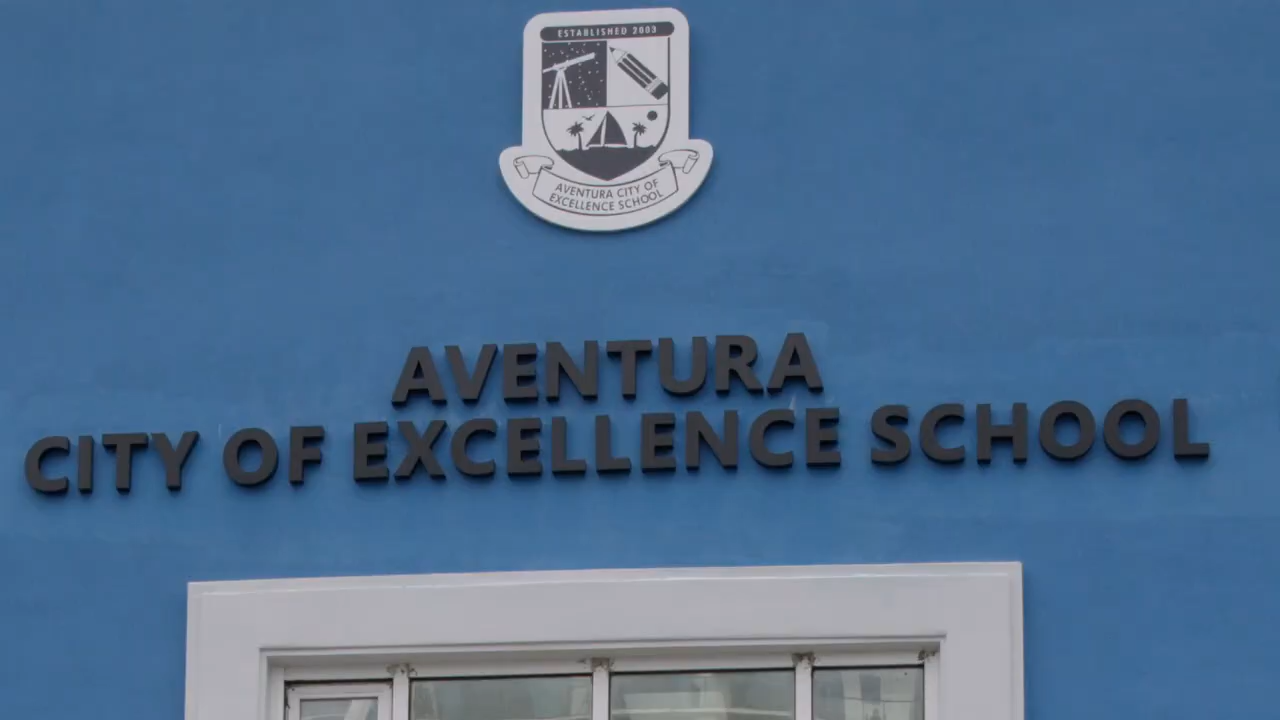 ESTABLISHED 2003
AVENTURA CITY OF
EXCELLENCE SCHOOL
AVENTURA
CITY OF EXCELLENCE SCHOOL